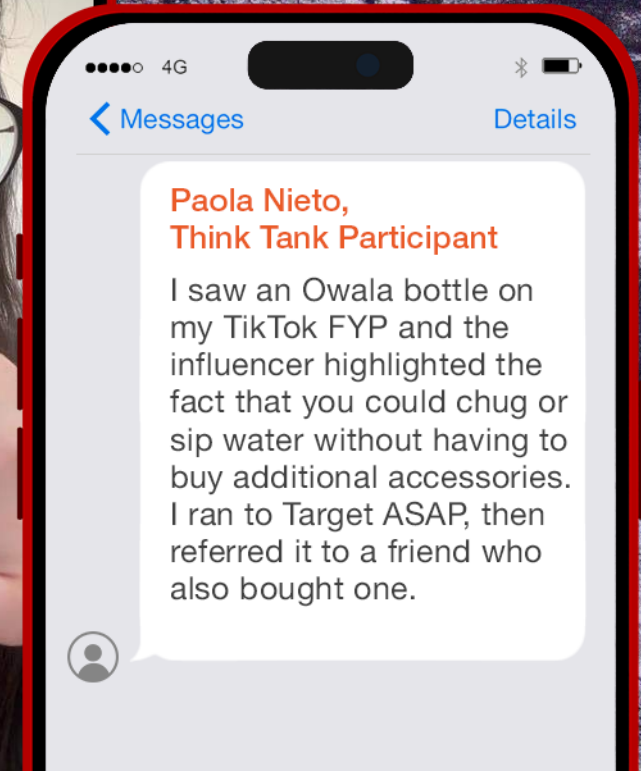 4G
Messages
Details
Paola Nieto,
Think Tank Participant
I saw an Owala bottle on
my TikTok FYP and the
influencer highlighted the
fact that you could chug or
sip water without having to
buy additional accessories.
I ran to Target ASAP, then
referred it to a friend who
also bought one.